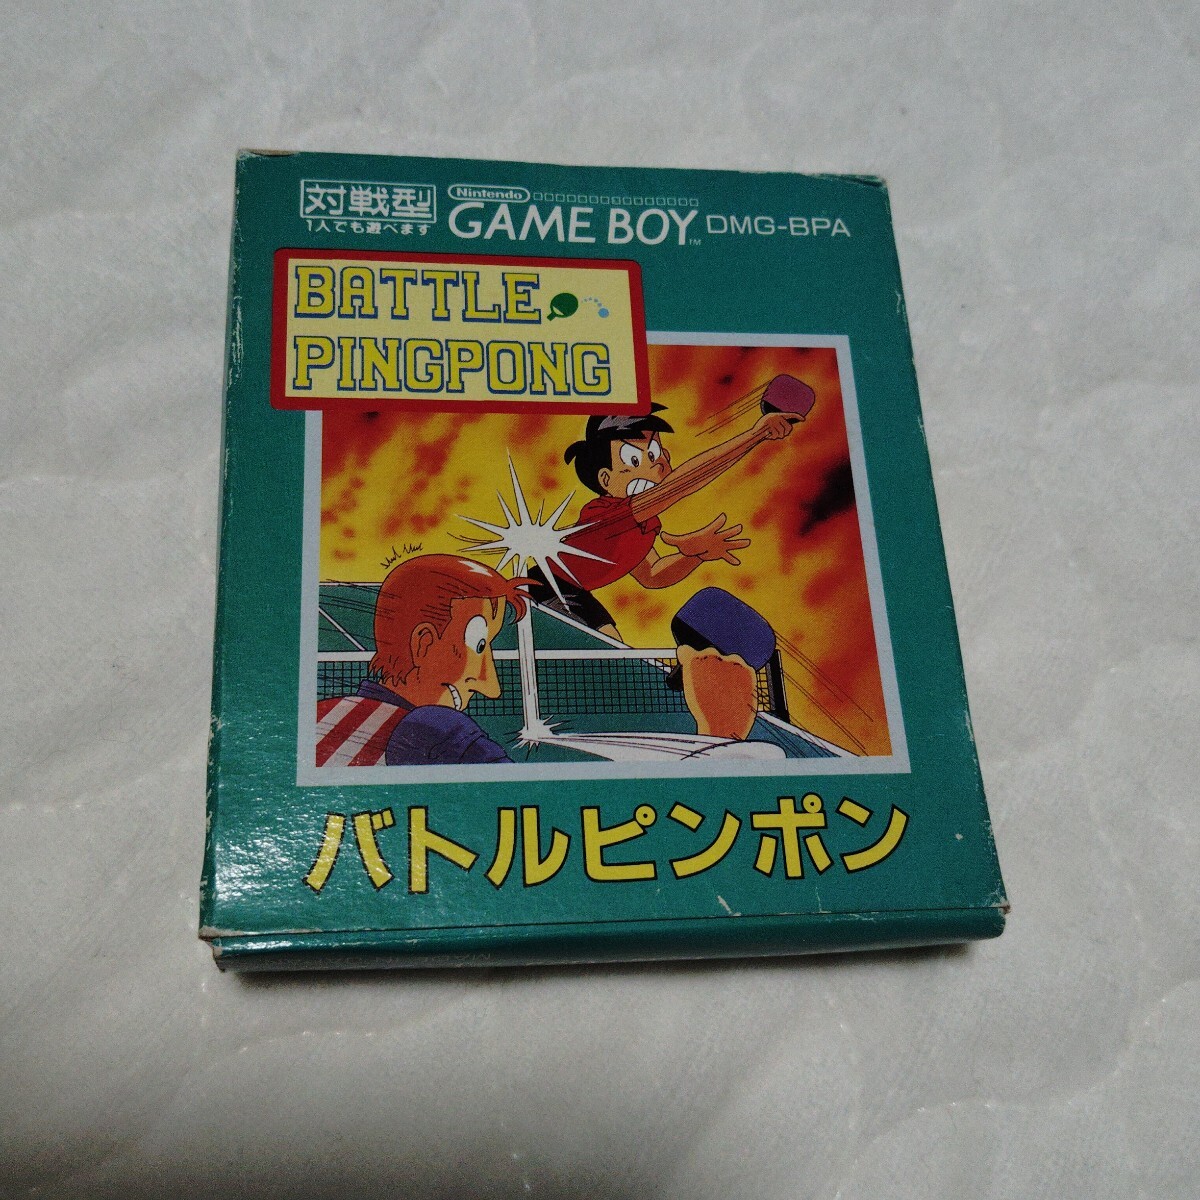 対戦型
1人でも遊べます
Nintendo
GAME BOY™
DMG-BPA
BATTLE
PINGPONG
バトルピンポン